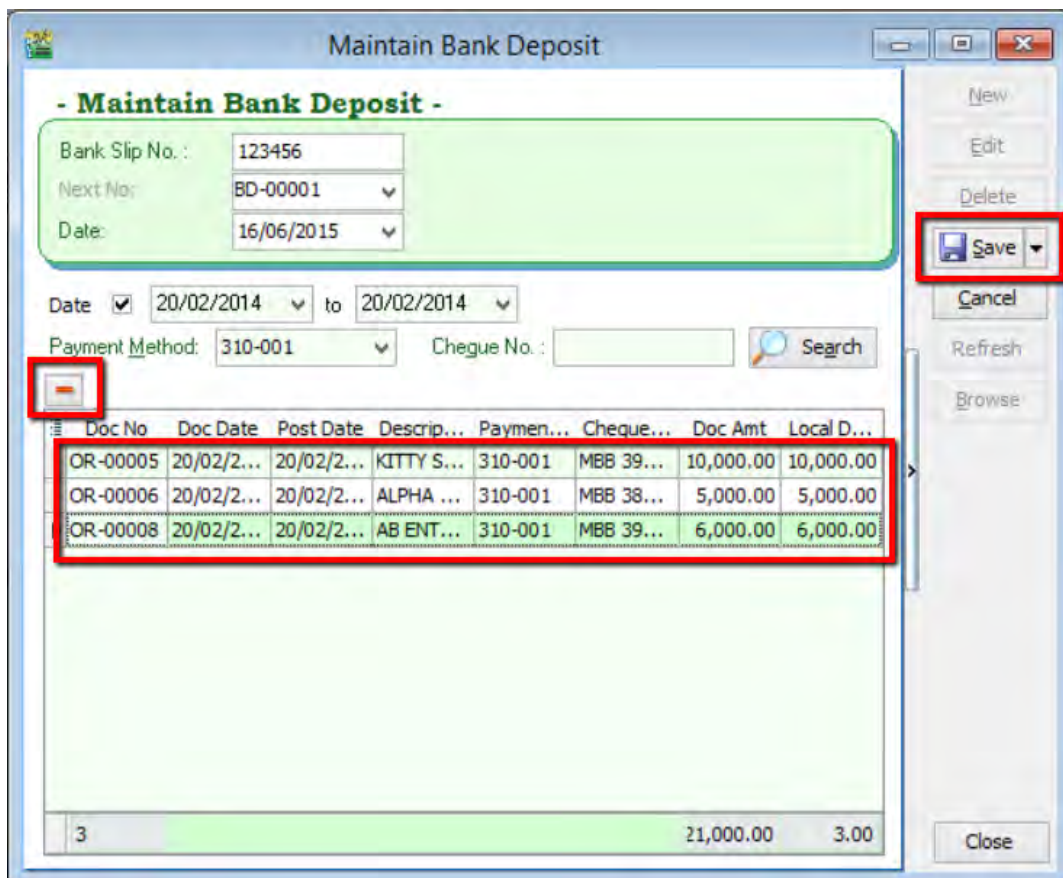 Maintain Bank Deposit
- Maintain Bank Deposit -
Bank Slip No. : 123456
Next No: BD-00001
Date: 16/06/2015
Date 20/02/2014 to 20/02/2014
Payment Method: 310-001 Cheque No. : Search
Doc No Doc Date Post Date Descrip... Paymen... Cheque... Doc Amt Local D...
OR-00005 20/02/2... 20/02/2... KITTY S... 310-001 MBB 39... 10,000.00 10,000.00
OR-00006 20/02/2... 20/02/2... ALPHA ... 310-001 MBB 38... 5,000.00 5,000.00
OR-00008 20/02/2... 20/02/2... AB ENT... 310-001 MBB 39... 6,000.00 6,000.00
3 21,000.00 3.00
New
Edit
Delete
Save
Cancel
Refresh
Browse
Close